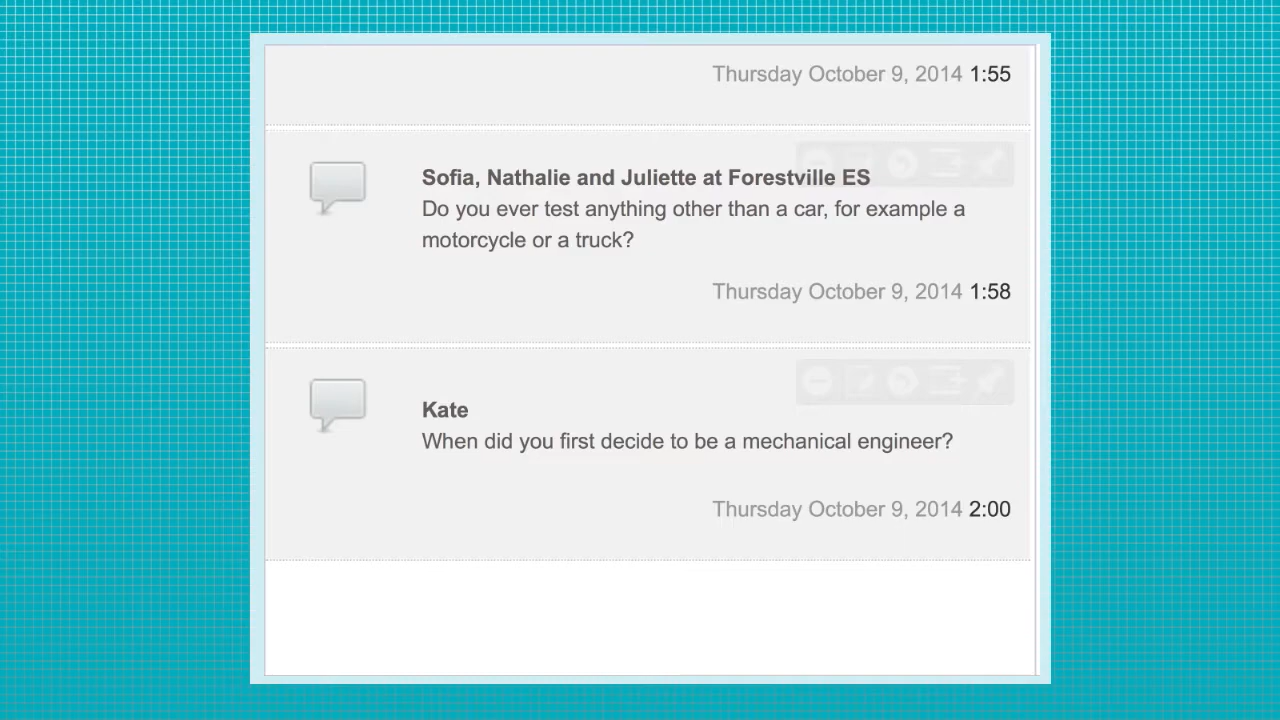 Thursday October 9, 2014 1:55
Sofia, Nathalie and Juliette at Forestville ES
Do you ever test anything other than a car, for example a
motorcycle or a truck?
Thursday October 9, 2014 1:58
Kate
When did you first decide to be a mechanical engineer?
Thursday October 9, 2014 2:00